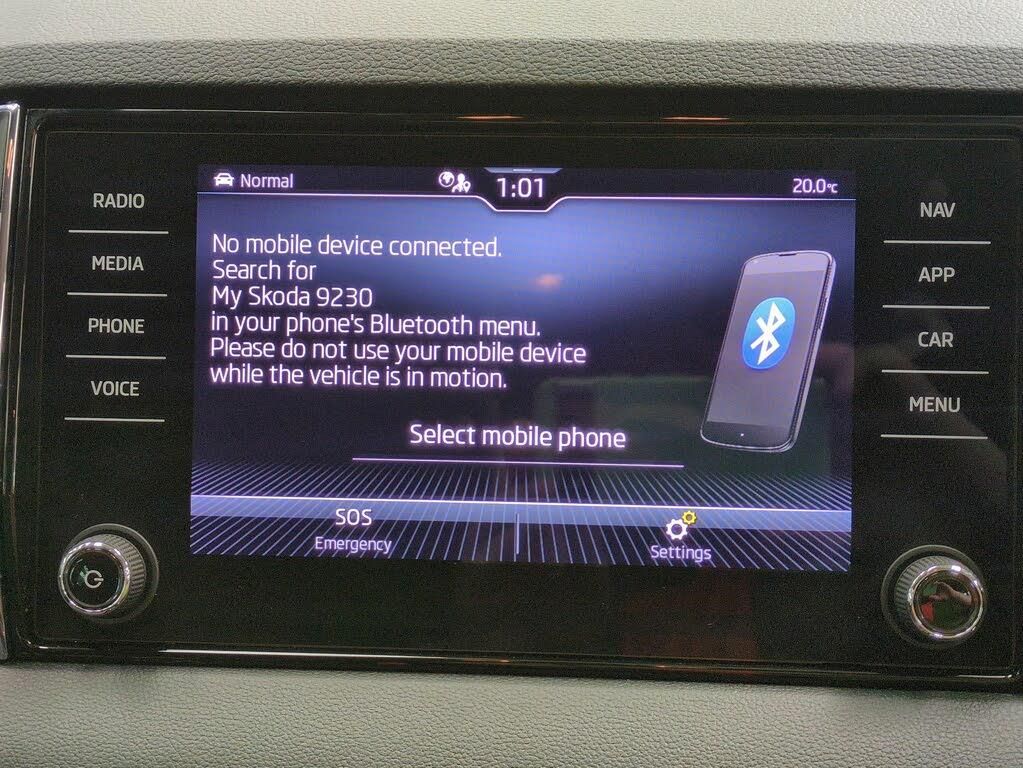 RADIO
MEDIA
PHONE
VOICE
Normal
1:01
20.0°C
No mobile device connected.
Search for
My Skoda 9230
in your phone's Bluetooth menu.
Please do not use your mobile device
while the vehicle is in motion.
Select mobile phone
SOS
Emergency
Settings
NAV
APP
CAR
MENU